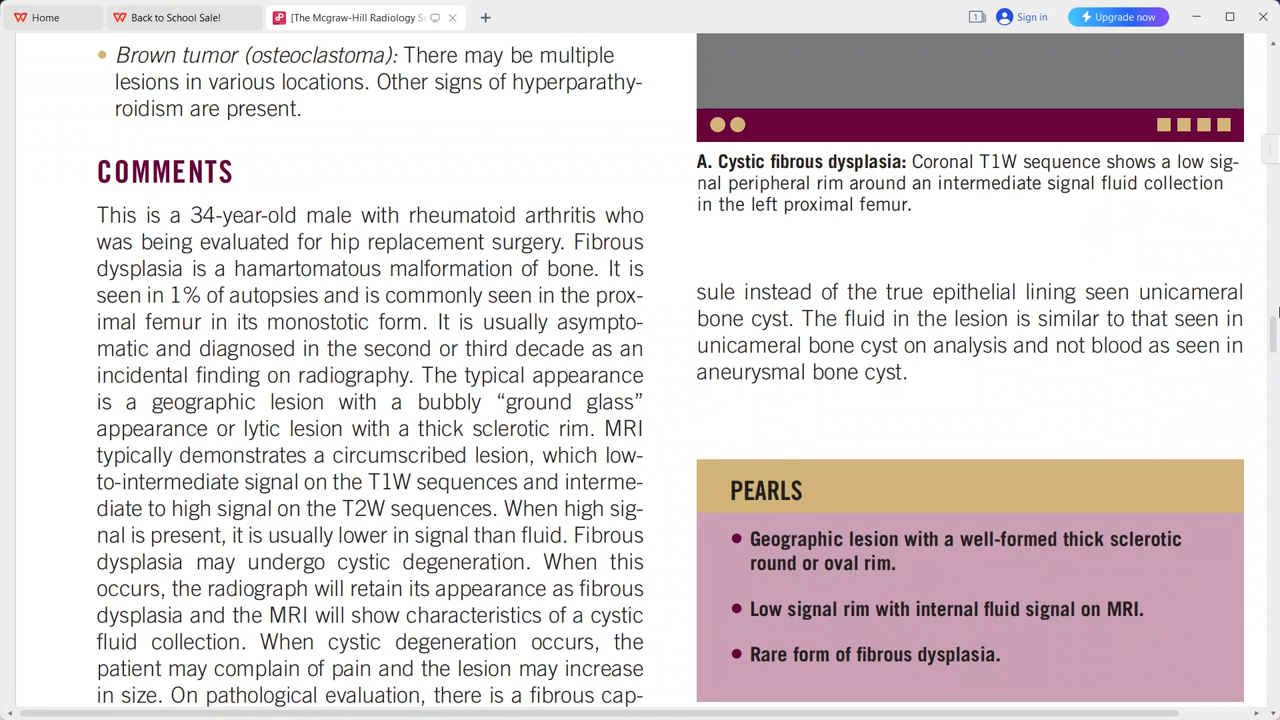 Home
Back to School Sale!
[The Mcgraw-Hill Radiology S
1
Sign in
Upgrade now
Brown tumor (osteoclastoma): There may be multiple
lesions in various locations. Other signs of hyperparathy-
roidism are present.
COMMENTS
This is a 34-year-old male with rheumatoid arthritis who
was being evaluated for hip replacement surgery. Fibrous
dysplasia is a hamartomatous malformation of bone. It is
seen in 1% of autopsies and is commonly seen in the prox-
imal femur in its monostotic form. It is usually asympto-
matic and diagnosed in the second or third decade as an
incidental finding on radiography. The typical appearance
is a geographic lesion with a bubbly “ground glass”
appearance or lytic lesion with a thick sclerotic rim. MRI
typically demonstrates a circumscribed lesion, which low-
to-intermediate signal on the T1W sequences and interme-
diate to high signal on the T2W sequences. When high sig-
nal is present, it is usually lower in signal than fluid. Fibrous
dysplasia may undergo cystic degeneration. When this
occurs, the radiograph will retain its appearance as fibrous
dysplasia and the MRI will show characteristics of a cystic
fluid collection. When cystic degeneration occurs, the
patient may complain of pain and the lesion may increase
in size. On pathological evaluation, there is a fibrous cap-
A. Cystic fibrous dysplasia: Coronal T1W sequence shows a low sig-
nal peripheral rim around an intermediate signal fluid collection
in the left proximal femur.
sule instead of the true epithelial lining seen unicameral
bone cyst. The fluid in the lesion is similar to that seen in
unicameral bone cyst on analysis and not blood as seen in
aneurysmal bone cyst.
PEARLS
Geographic lesion with a well-formed thick sclerotic
round or oval rim.
Low signal rim with internal fluid signal on MRI.
Rare form of fibrous dysplasia.